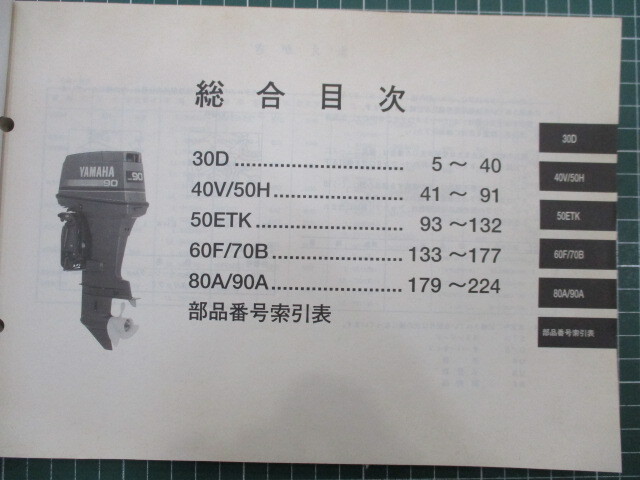 総合目次
30D .............................. 5～ 40
40V/50H ....................... 41～ 91
50ETK .......................... 93～132
60F/70B ........................ 133～177
80A/90A ........................ 179～224
部品番号索引表
YAMAHA
90
90
30D
40V/50H
50ETK
60F/70B
80A/90A
部品番号索引表